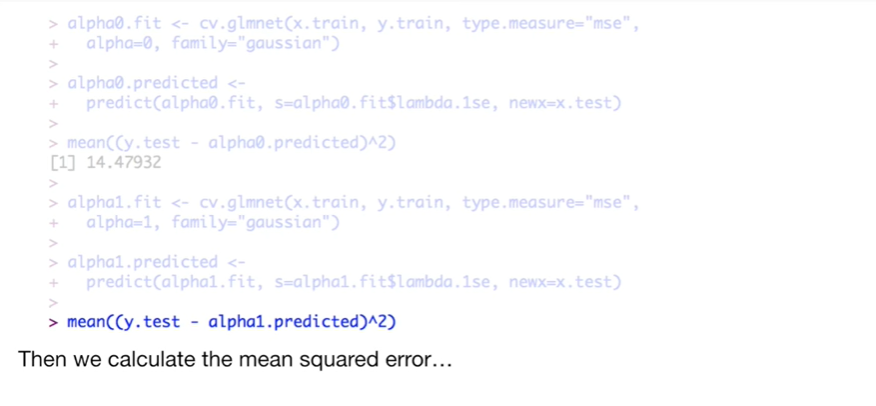 > alpha0.fit <- cv.glmnet(x.train, y.train, type.measure="mse",
+   alpha=0, family="gaussian")
>
> alpha0.predicted <-
+   predict(alpha0.fit, s=alpha0.fit$lambda.1se, newx=x.test)
>
> mean((y.test - alpha0.predicted)^2)
[1] 14.47932
>
> alpha1.fit <- cv.glmnet(x.train, y.train, type.measure="mse",
+   alpha=1, family="gaussian")
>
> alpha1.predicted <-
+   predict(alpha1.fit, s=alpha1.fit$lambda.1se, newx=x.test)
>
> mean((y.test - alpha1.predicted)^2)
Then we calculate the mean squared error…